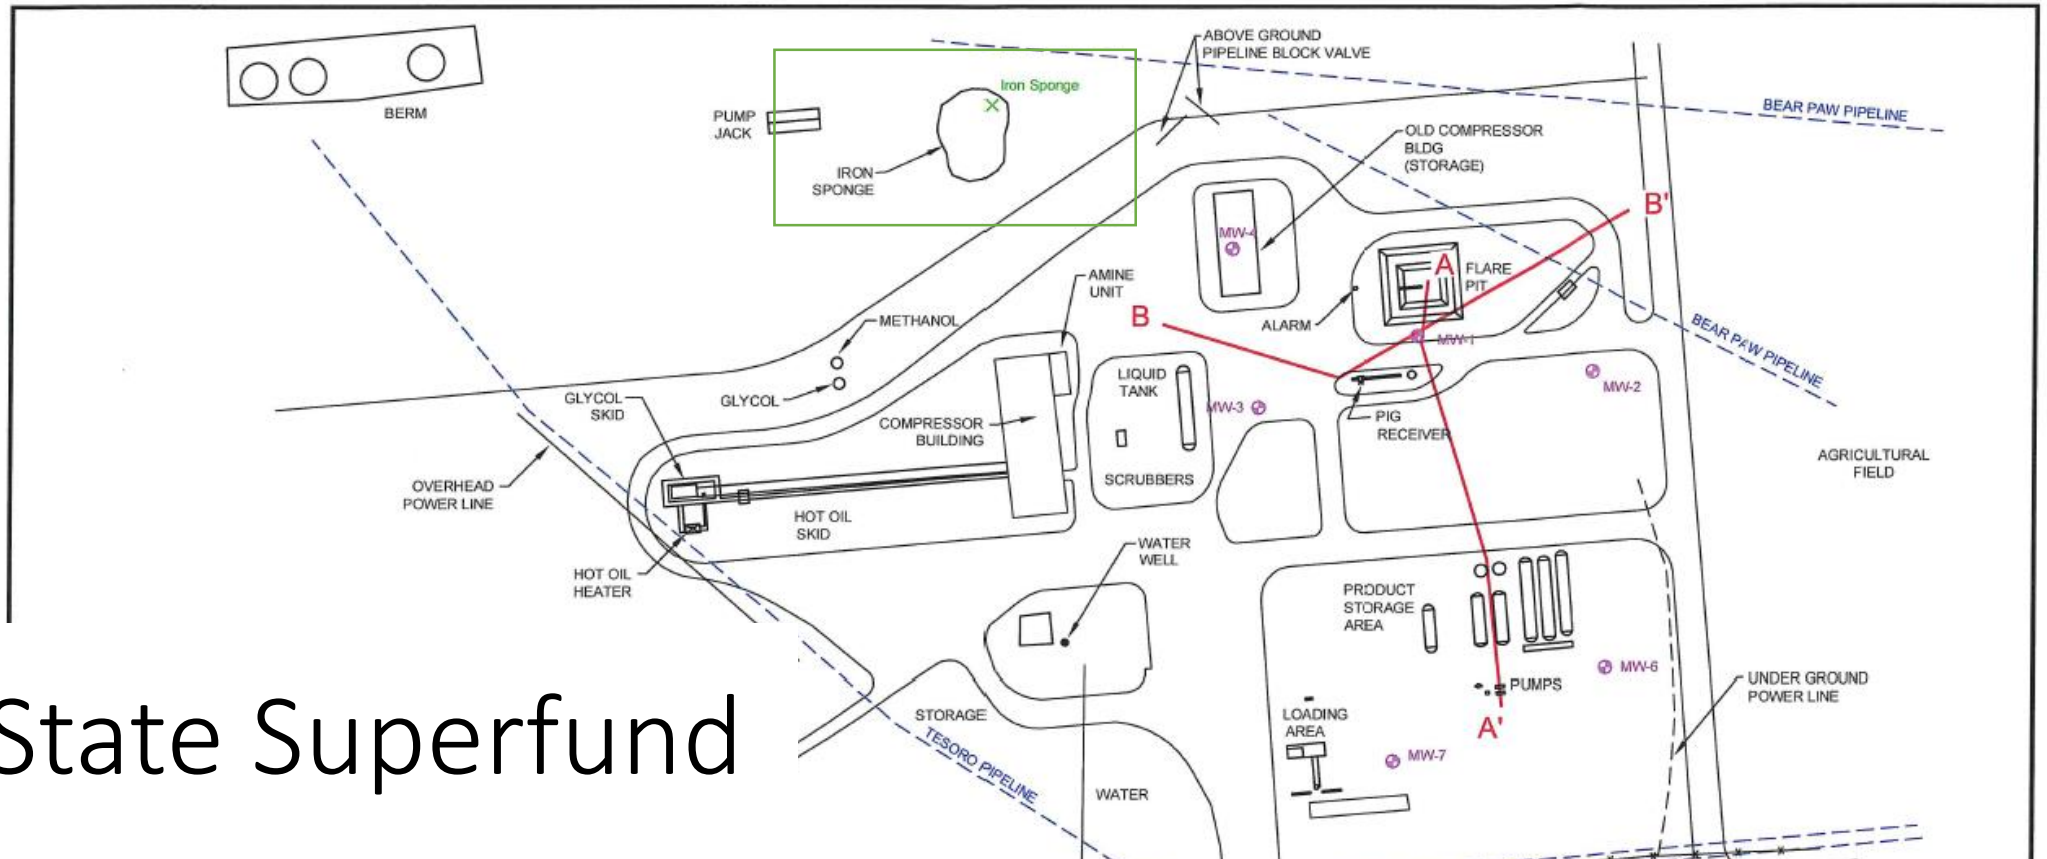 ABOVE GROUND
PIPELINE BLOCK VALVE
Iron Sponge
BERM
PUMP
JACK
IRON
SPONGE
BEAR PAW PIPELINE
OLD COMPRESSOR
BLDG
(STORAGE)
B'
MW-4
A
FLARE
PIT
AMINE
UNIT
B
ALARM
METHANOL
MW-1
BEAR PAW PIPELINE
LIQUID
TANK
GLYCOL
SKID
GLYCOL
MW-3
MW-2
PIG
RECEIVER
COMPRESSOR
BUILDING
AGRICULTURAL
FIELD
OVERHEAD
POWER LINE
SCRUBBERS
HOT OIL
SKID
WATER
WELL
HOT OIL
HEATER
PRODUCT
STORAGE
AREA
MW-6
UNDER GROUND
POWER LINE
PUMPS
State Superfund
STORAGE
LOADING
AREA
A'
TESORO PIPELINE
MW-7
WATER